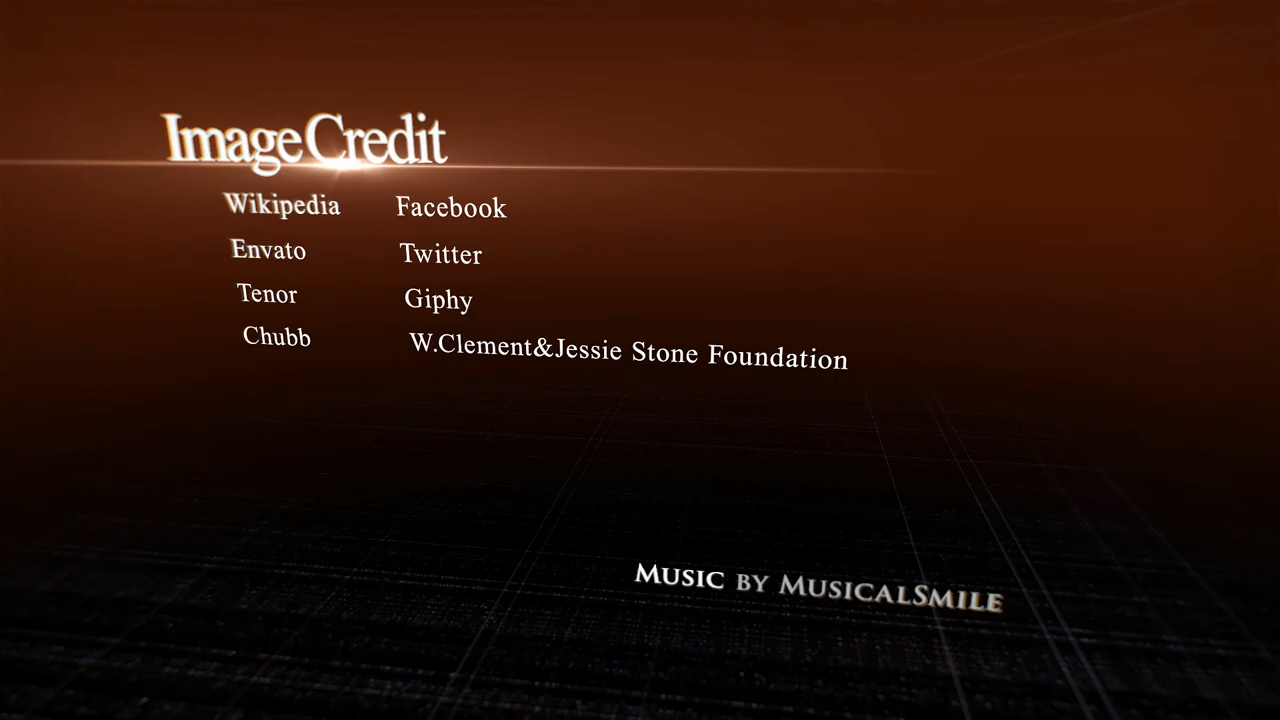 Image Credit
Wikipedia Facebook
Envato Twitter
Tenor Giphy
Chubb W.Clement&Jessie Stone Foundation
Music by MusicalSmile